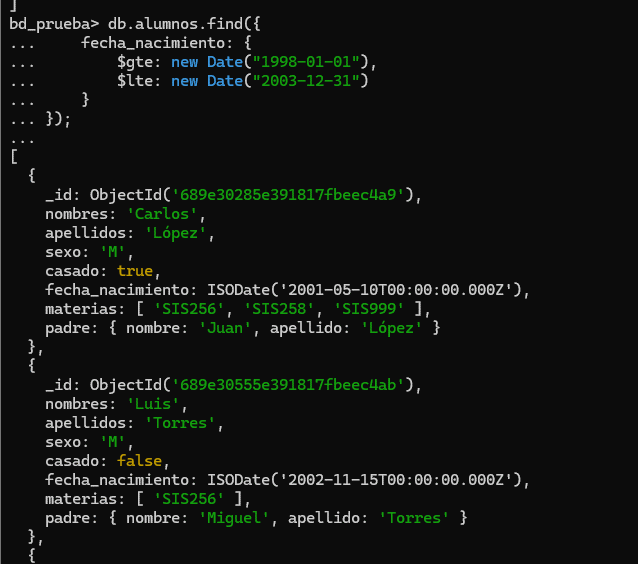 ]
bd_prueba> db.alumnos.find({
...     fecha_nacimiento: {
...         $gte: new Date("1998-01-01"),
...         $lte: new Date("2003-12-31")
...     }
... });
...
[
  {
    _id: ObjectId('689e30285e391817fbeec4a9'),
    nombres: 'Carlos',
    apellidos: 'López',
    sexo: 'M',
    casado: true,
    fecha_nacimiento: ISODate('2001-05-10T00:00:00.000Z'),
    materias: [ 'SIS256', 'SIS258', 'SIS999' ],
    padre: { nombre: 'Juan', apellido: 'López' }
  },
  {
    _id: ObjectId('689e30555e391817fbeec4ab'),
    nombres: 'Luis',
    apellidos: 'Torres',
    sexo: 'M',
    casado: false,
    fecha_nacimiento: ISODate('2002-11-15T00:00:00.000Z'),
    materias: [ 'SIS256' ],
    padre: { nombre: 'Miguel', apellido: 'Torres' }
  },
  {